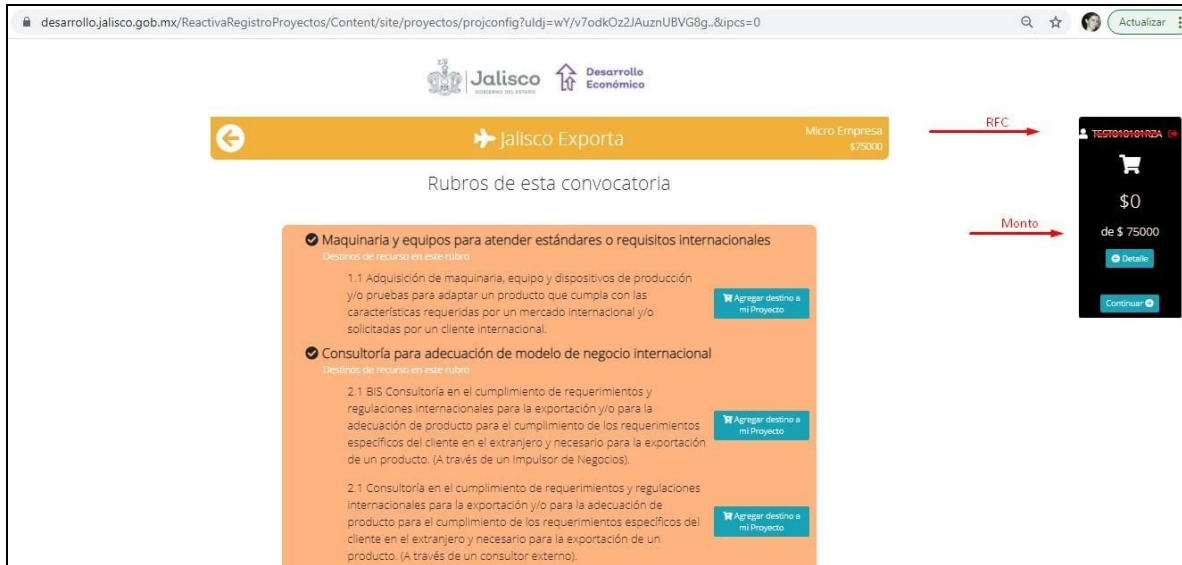 desarrollo.jalisco.gob.mx/ReactivaRegistroProyectos/Content/site/proyectos/projconfig?uldj=wY/v7odkOz2JAuznUBVG8g..&ipcs=0
Actualizar
Jalisco
GOBIERNO DEL ESTADO
Desarrollo
Económico
Jalisco Exporta
Micro Empresa
$75000
RFC
TEST010101RZA
$0
Monto
de $ 75000
Detalle
Continuar
Rubros de esta convocatoria
Maquinaria y equipos para atender estándares o requisitos internacionales
Destinos de recurso en este rubro
1.1 Adquisición de maquinaria, equipo y dispositivos de producción
y/o pruebas para adaptar un producto que cumpla con las
características requeridas por un mercado internacional y/o
solicitadas por un cliente internacional.
Agregar destino a
mi Proyecto
Consultoría para adecuación de modelo de negocio internacional
Destinos de recurso en este rubro
2.1 BIS Consultoría en el cumplimiento de requerimientos y
regulaciones internacionales para la exportación y/o para la
adecuación de producto para el cumplimiento de los requerimientos
específicos del cliente en el extranjero y necesario para la exportación
de un producto. (A través de un Impulsor de Negocios).
Agregar destino a
mi Proyecto
2.1 Consultoría en el cumplimiento de requerimientos y regulaciones
internacionales para la exportación y/o para la adecuación de
producto para el cumplimiento de los requerimientos específicos del
cliente en el extranjero y necesario para la exportación de un
producto. (A través de un consultor externo).
Agregar destino a
mi Proyecto